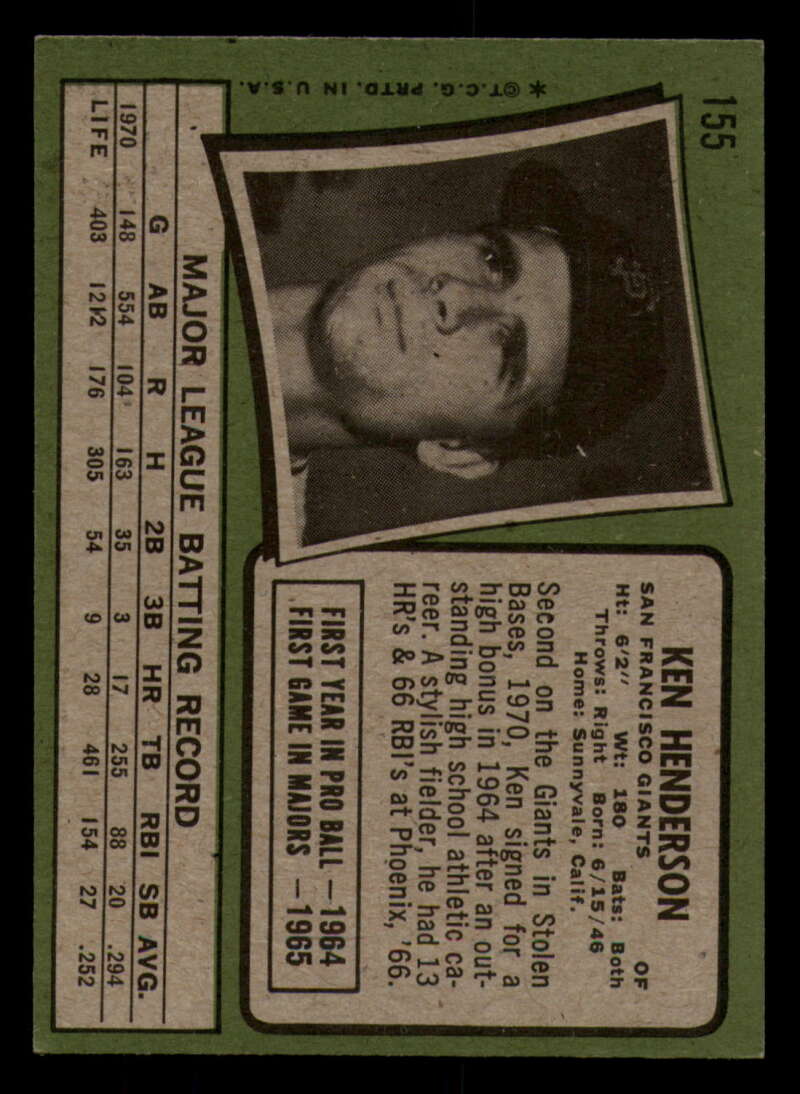 155
KEN HENDERSON
SAN FRANCISCO GIANTS OF
Ht: 6'2" Wt: 180 Bats: Both
Throws: Right Born: 6/15/46
Home: Sunnyvale, Calif.
Second on the Giants in Stolen
Bases, 1970, Ken signed for a
high bonus in 1964 after an out-
standing high school athletic ca-
reer. A stylish fielder, he had 13
HR's & 66 RBI's at Phoenix, '66.
FIRST YEAR IN PRO BALL—1964
FIRST GAME IN MAJORS —1965
*©T.C.G. PRTD. IN U.S.A.
MAJOR LEAGUE BATTING RECORD
G AB R H 2B 3B HR TB RBI SB AVG.
1970 148 554 104 163 35 3 17 255 88 20 .294
LIFE 403 1212 176 305 54 9 28 461 154 27 .252